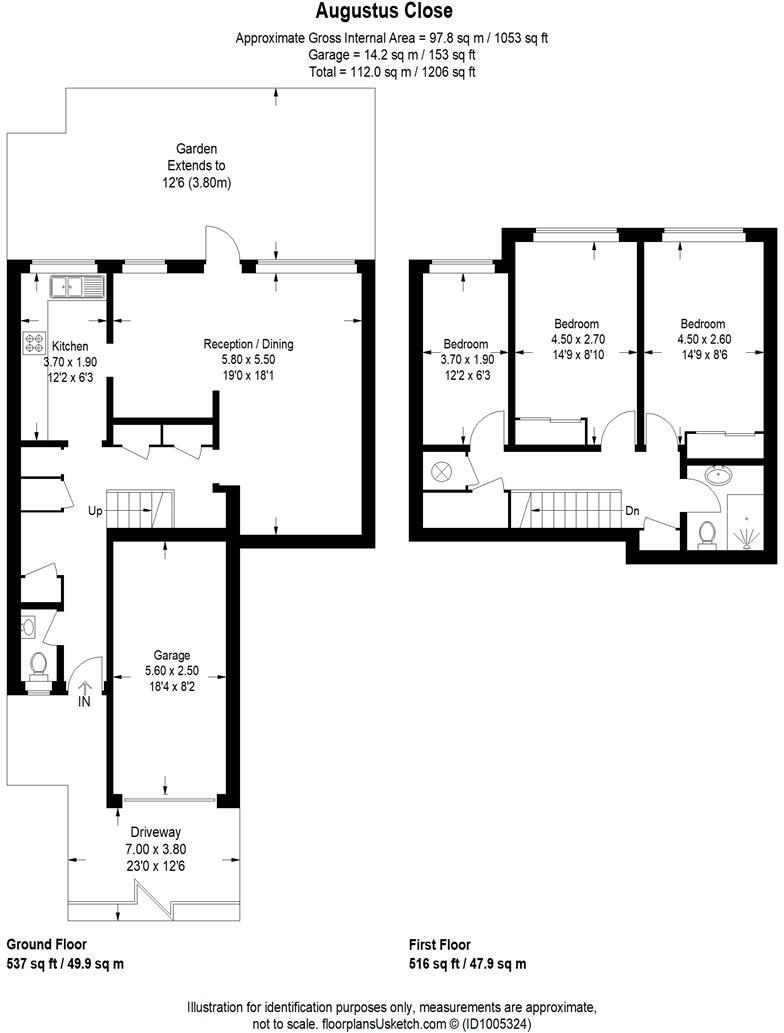 Augustus Close
Approximate Gross Internal Area = 97.8 sq m / 1053 sq ft
Garage = 14.2 sq m / 153 sq ft
Total = 112.0 sq m / 1206 sq ft
Garden
Extends to
12'6 (3.80m)
Kitchen
3.70 x 1.90
12'2 x 6'3
Reception / Dining
5.80 x 5.50
19'0 x 18'1
Bedroom
3.70 x 1.90
12'2 x 6'3
Bedroom
4.50 x 2.70
14'9 x 8'10
Bedroom
4.50 x 2.60
14'9 x 8'6
Up
Dn
Garage
5.60 x 2.50
18'4 x 8'2
IN
Driveway
7.00 x 3.80
23'0 x 12'6
Ground Floor
537 sq ft / 49.9 sq m
First Floor
516 sq ft / 47.9 sq m
Illustration for identification purposes only, measurements are approximate,
not to scale. floorplansUsketch.com © (ID1005324)